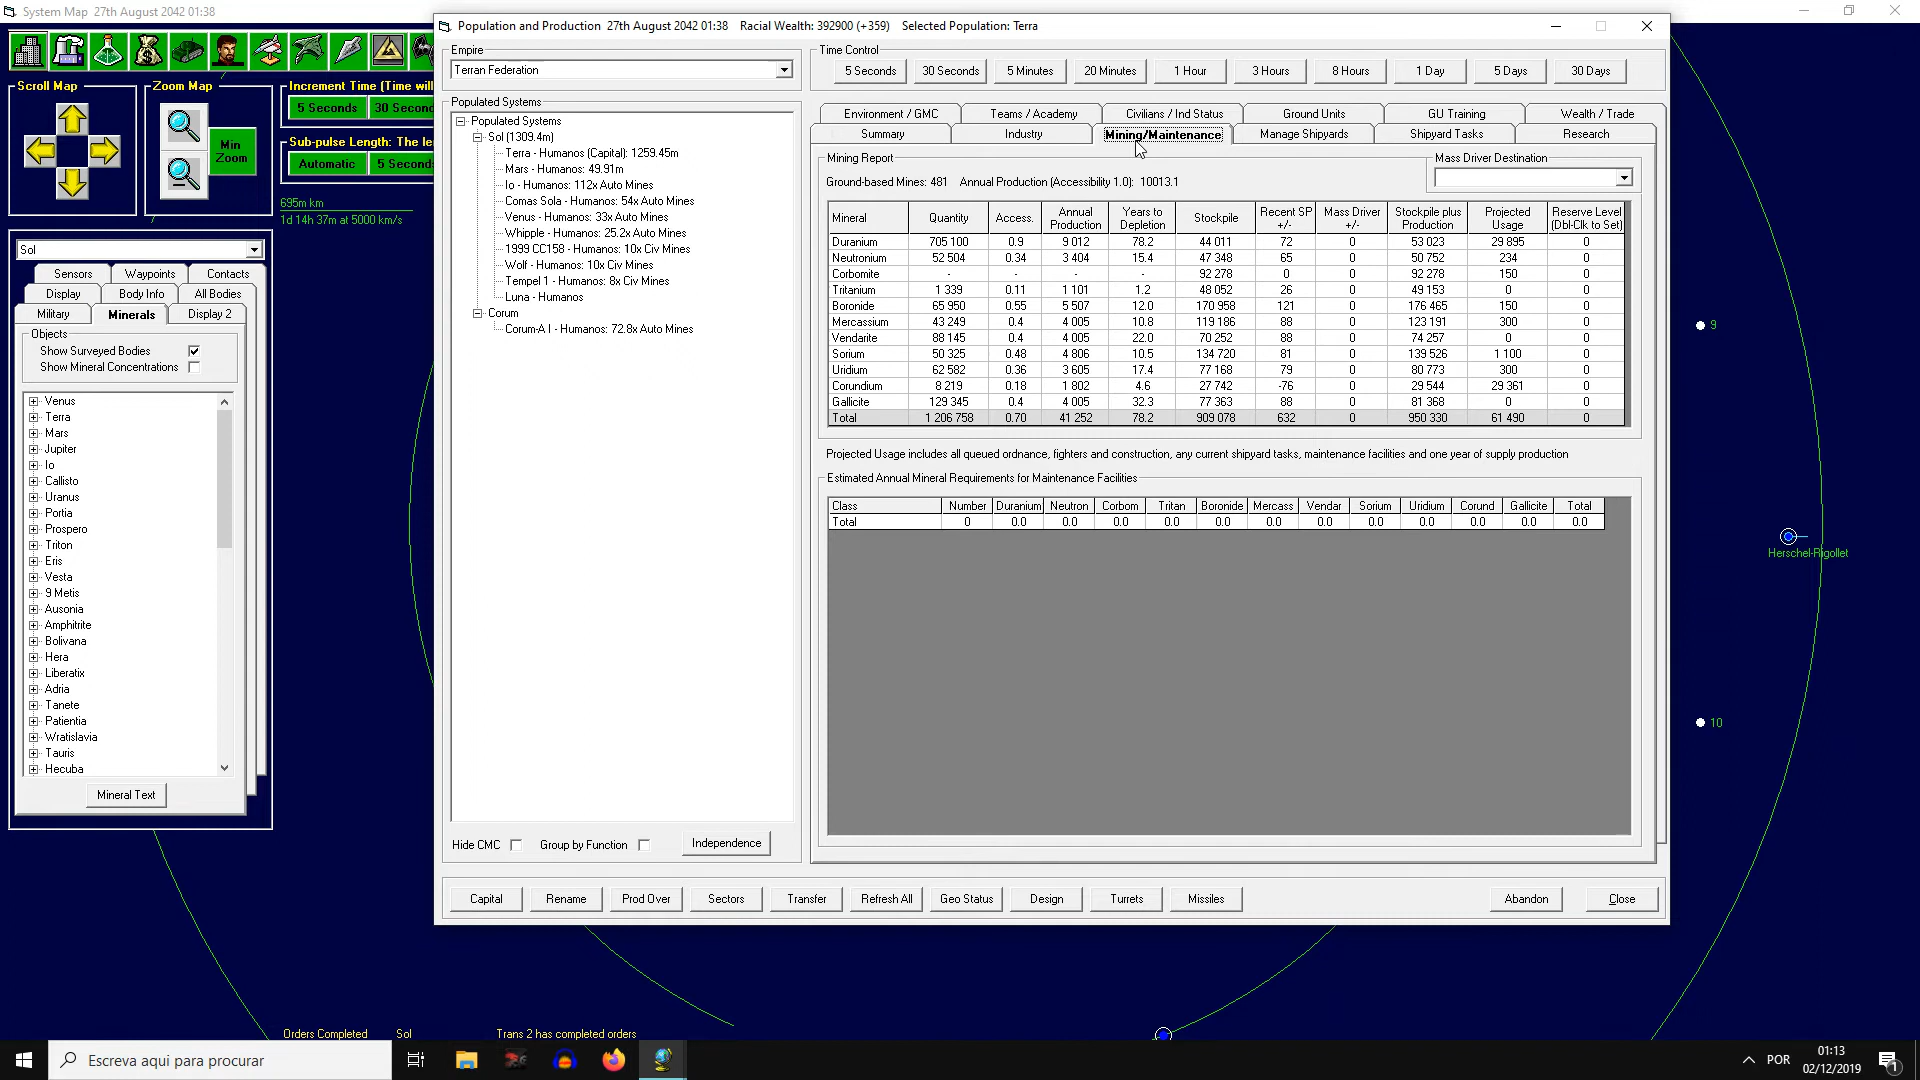 System Map   27th August 2042 01:38
Scroll Map
Zoom Map
Min Zoom
Increment Time (Time will
5 Seconds   30 Secon
Sub-pulse Length: The le
Automatic   5 Second
695m km
1d 14h 37m at 5000 km/s
Sol
Sensors   Waypoints   Contacts
Display   Body Info   All Bodies
Military   Minerals   Display 2
Objects
Show Surveyed Bodies
Show Mineral Concentrations
Venus
Terra
Mars
Jupiter
Io
Callisto
Uranus
Portia
Prospero
Triton
Eris
Vesta
9 Metis
Ausonia
Amphitrite
Bolivana
Hera
Liberatix
Adria
Tanete
Patientia
Wratislavia
Tauris
Hecuba
Mineral Text
Population and Production   27th August 2042 01:38   Racial Wealth: 392900 (+359)   Selected Population: Terra
Empire
Terran Federation
Populated Systems
Populated Systems
Sol (1309.4m)
Terra - Humanos (Capital): 1259.45m
Mars - Humanos: 49.91m
Io - Humanos: 112x Auto Mines
Comas Sola - Humanos: 54x Auto Mines
Venus - Humanos: 33x Auto Mines
Whipple - Humanos: 25.2x Auto Mines
1999 CC158 - Humanos: 10x Civ Mines
Wolf - Humanos: 10x Civ Mines
Tempel 1 - Humanos: 8x Civ Mines
Luna - Humanos
Corum
Corum-A I - Humanos: 72.8x Auto Mines
Hide CMC   Group by Function   Independence
Time Control
5 Seconds   30 Seconds   5 Minutes   20 Minutes   1 Hour   3 Hours   8 Hours   1 Day   5 Days   30 Days
Environment / GMC   Teams / Academy   Civilians / Ind Status   Ground Units   GU Training   Wealth / Trade
Summary   Industry   Mining/Maintenance   Manage Shipyards   Shipyard Tasks   Research
Mining Report
Mass Driver Destination
Ground-based Mines: 481   Annual Production (Accessibility 1.0): 10013.1
Mineral   Quantity   Access.   Annual Production   Years to Depletion   Stockpile   Recent SP +/-   Mass Driver +/-   Stockpile plus Production   Projected Usage   Reserve Level (Dbl-Clk to Set)
Duranium   705 100   0.9   9 012   78.2   44 011   72   0   53 023   29 895   0
Neutronium   52 504   0.34   3 404   15.4   47 348   65   0   50 752   234   0
Corbomite   -   -   -   -   92 278   0   0   92 278   150   0
Tritanium   1 339   0.11   1 101   1.2   48 052   26   0   49 153   0   0
Boronide   65 950   0.55   5 507   12.0   170 958   121   0   176 465   150   0
Mercassium   43 249   0.4   4 005   10.8   119 186   88   0   123 191   300   0
Vendarite   88 145   0.4   4 005   22.0   70 252   88   0   74 257   0   0
Sorium   50 325   0.48   4 806   10.5   134 720   81   0   139 526   1 100   0
Uridium   62 582   0.36   3 605   17.4   77 168   79   0   80 773   300   0
Corundium   8 219   0.18   1 802   4.6   27 742   -76   0   29 544   29 361   0
Gallicite   129 345   0.4   4 005   32.3   77 363   88   0   81 368   0   0
Total   1 206 758   0.70   41 252   78.2   909 078   632   0   950 330   61 490   0
Projected Usage includes all queued ordnance, fighters and construction, any current shipyard tasks, maintenance facilities and one year of supply production
Estimated Annual Mineral Requirements for Maintenance Facilities
Class   Number   Duranium   Neutron   Corbom   Tritan   Boronide   Mercass   Vendar   Sorium   Uridium   Corund   Gallicite   Total
Total   0   0.0   0.0   0.0   0.0   0.0   0.0   0.0   0.0   0.0   0.0   0.0   0.0
Capital   Rename   Prod Over   Sectors   Transfer   Refresh All   Geo Status   Design   Turrets   Missiles   Abandon   Close
9
Herschel-Rigollet
10
Orders Completed   Sol   Trans 2 has completed orders
Escreva aqui para procurar
POR
01:13
02/12/2019
1